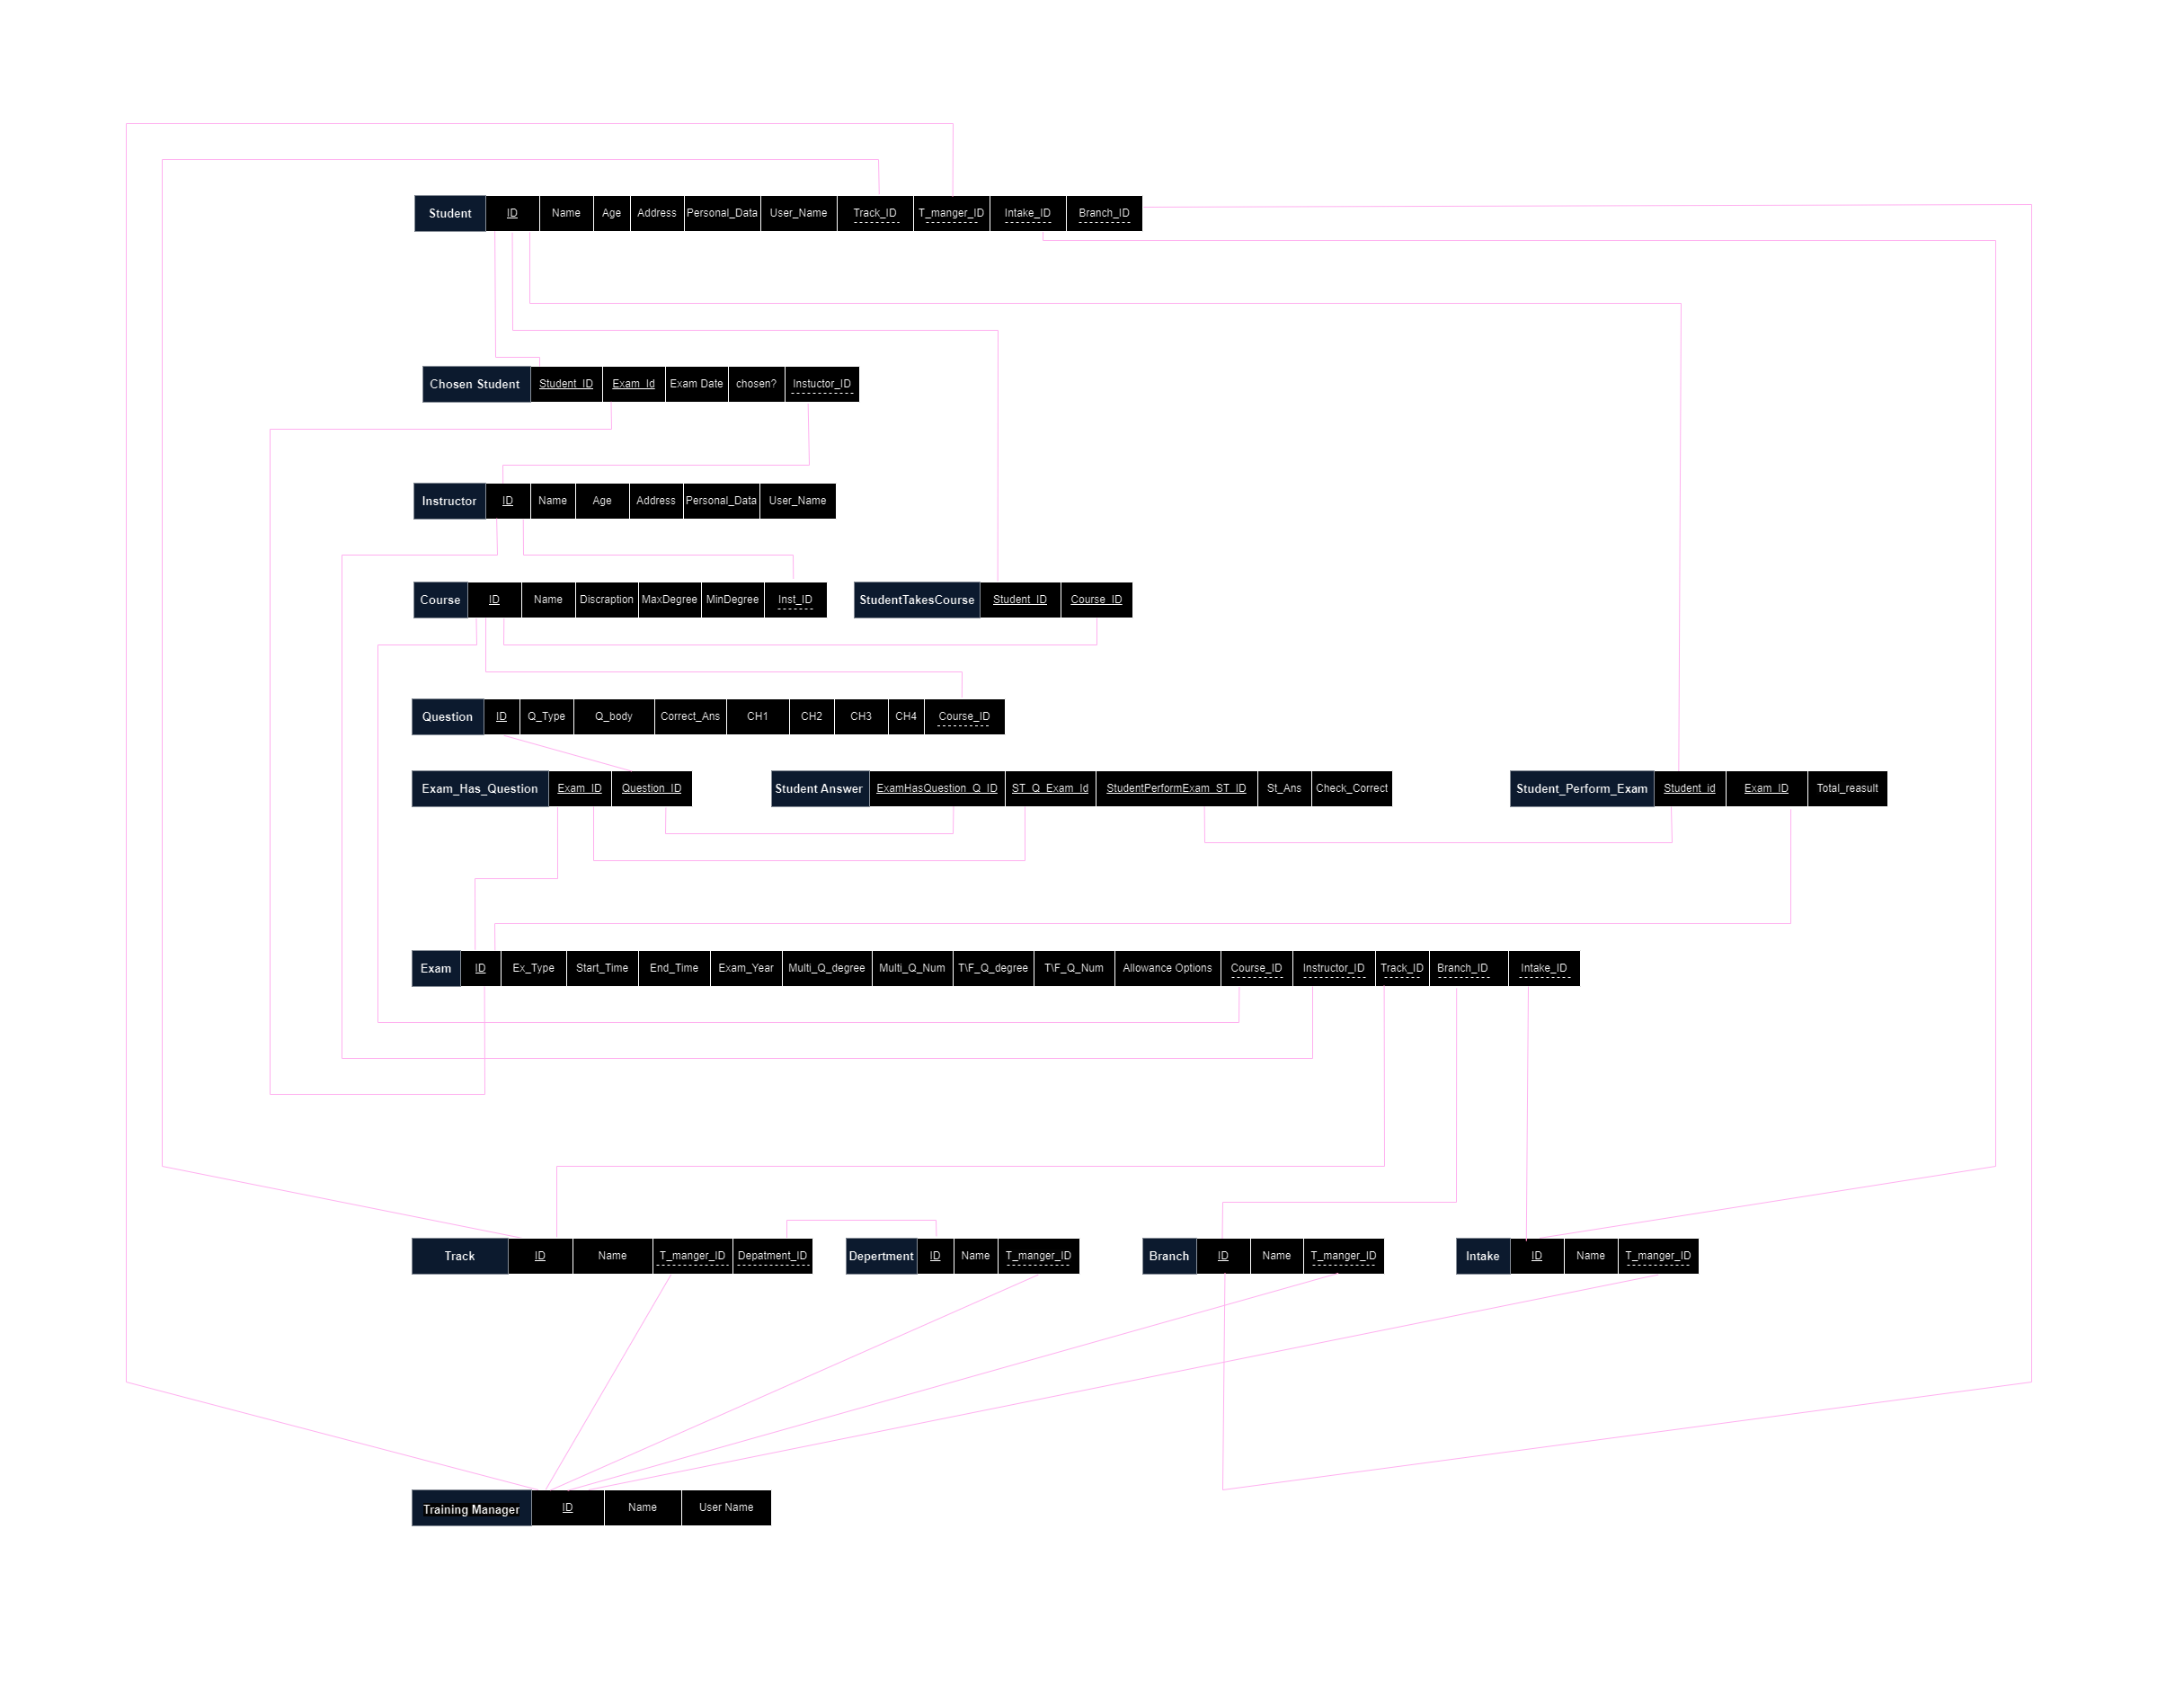 Student ID Name Age Address Personal_Data User_Name Track_ID T_manger_ID Intake_ID Branch_ID
Chosen Student Student_ID Exam_Id Exam Date chosen? Instuctor_ID
Instructor ID Name Age Address Personal_Data User_Name
Course ID Name Discraption MaxDegree MinDegree Inst_ID
StudentTakesCourse Student_ID Course_ID
Question ID Q_Type Q_body Correct_Ans CH1 CH2 CH3 CH4 Course_ID
Exam_Has_Question Exam_ID Question_ID
Student Answer ExamHasQuestion_Q_ID ST_Q_Exam_Id StudentPerformExam_ST_ID St_Ans Check_Correct
Student_Perform_Exam Student_id Exam_ID Total_reasult
Exam ID Ex_Type Start_Time End_Time Exam_Year Multi_Q_degree Multi_Q_Num T\F_Q_degree T\F_Q_Num Allowance Options Course_ID Instructor_ID Track_ID Branch_ID Intake_ID
Track ID Name T_manger_ID Depatment_ID
Depertment ID Name T_manger_ID
Branch ID Name T_manger_ID
Intake ID Name T_manger_ID
Training Manager ID Name User Name